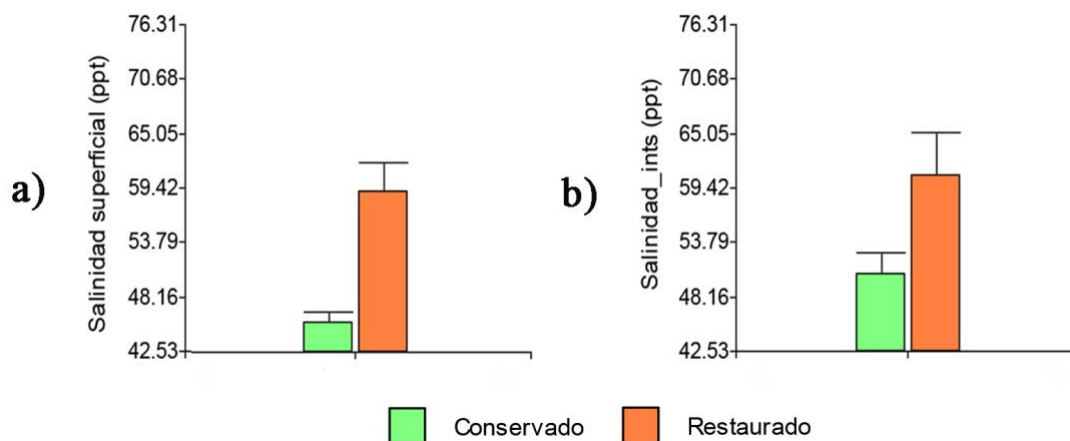 a)
Salinidad superficial (ppt)
76.31
70.68
65.05
59.42
53.79
48.16
42.53
b)
Salinidad_ints (ppt)
76.31
70.68
65.05
59.42
53.79
48.16
42.53
Conservado
Restaurado